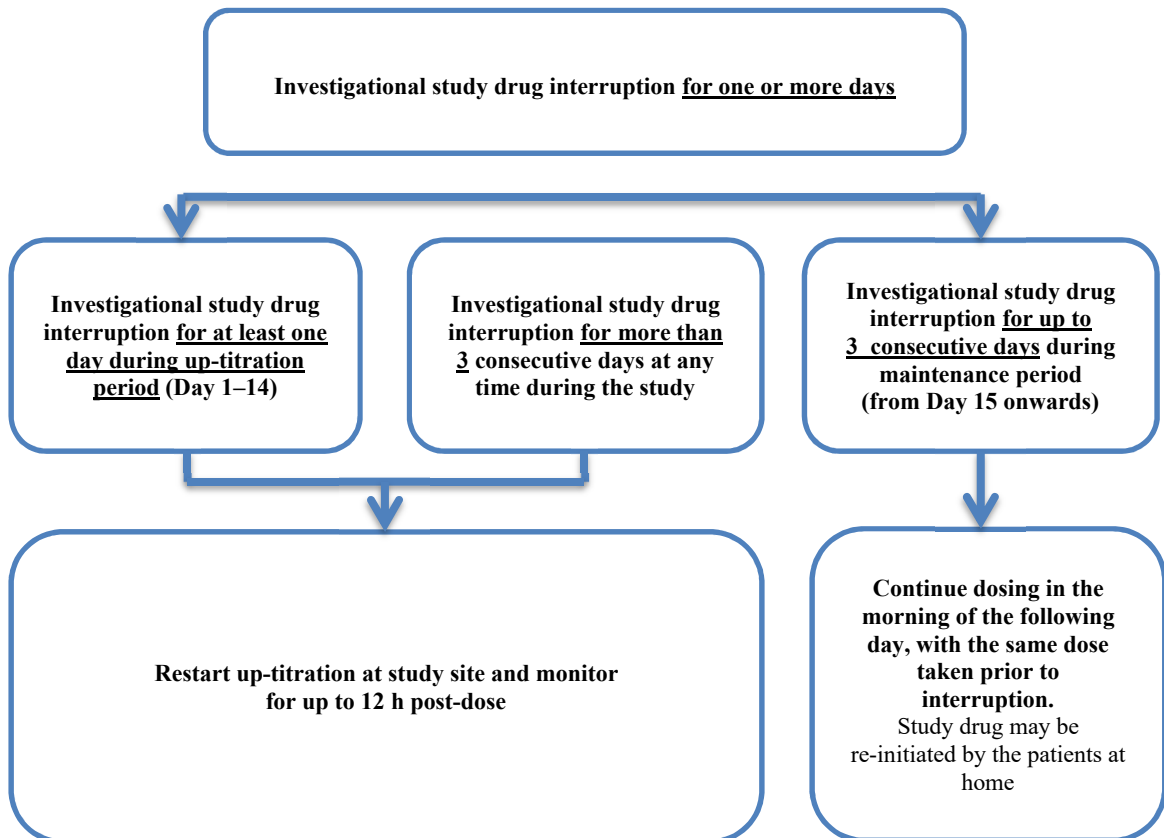 Investigational study drug interruption for one or more days
Investigational study drug
interruption for at least one
day during up-titration
period (Day 1–14)
Investigational study drug
interruption for more than
3 consecutive days at any
time during the study
Investigational study drug
interruption for up to
3 consecutive days during
maintenance period
(from Day 15 onwards)
Restart up-titration at study site and monitor
for up to 12 h post-dose
Continue dosing in the
morning of the following
day, with the same dose
taken prior to
interruption.
Study drug may be
re-initiated by the patients at
home